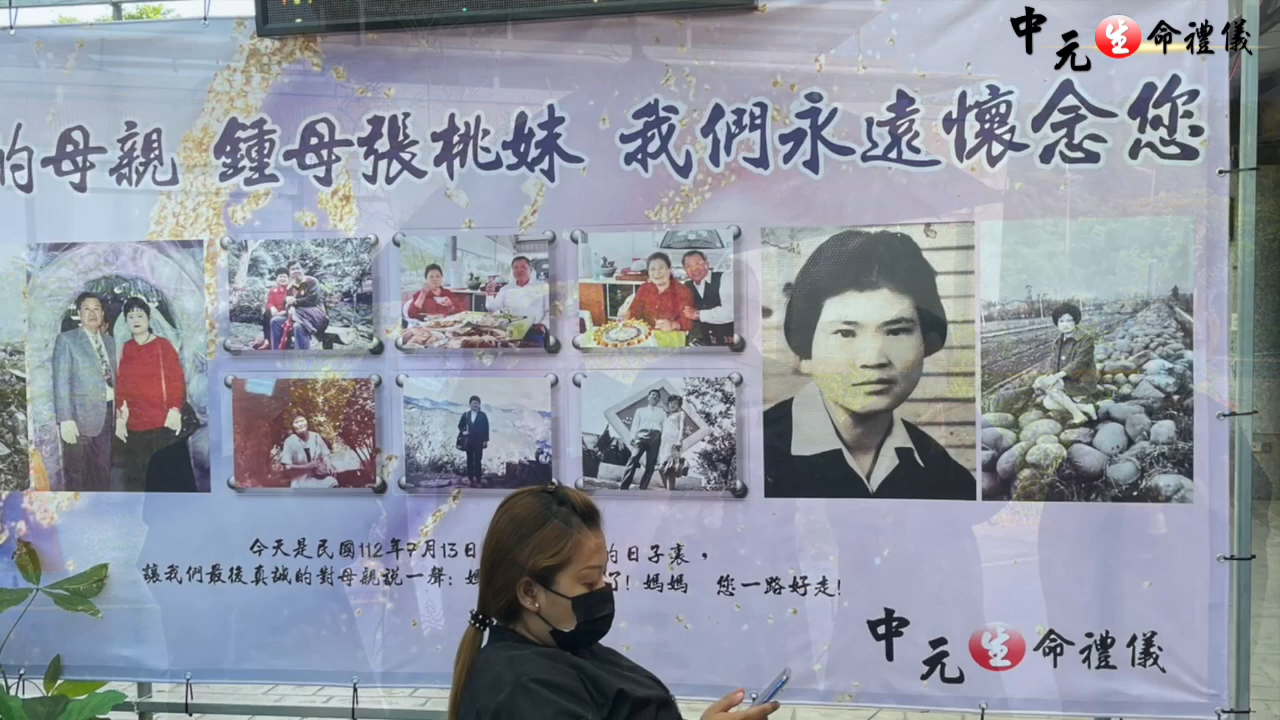 中元生命禮儀
的母親 鍾母張桃妹 我們永遠懷念您
今天是民國112年7月13日 的日子裏，
讓我們最後真誠的對母親說一聲：媽 了！媽媽 您一路好走！
中元生命禮儀